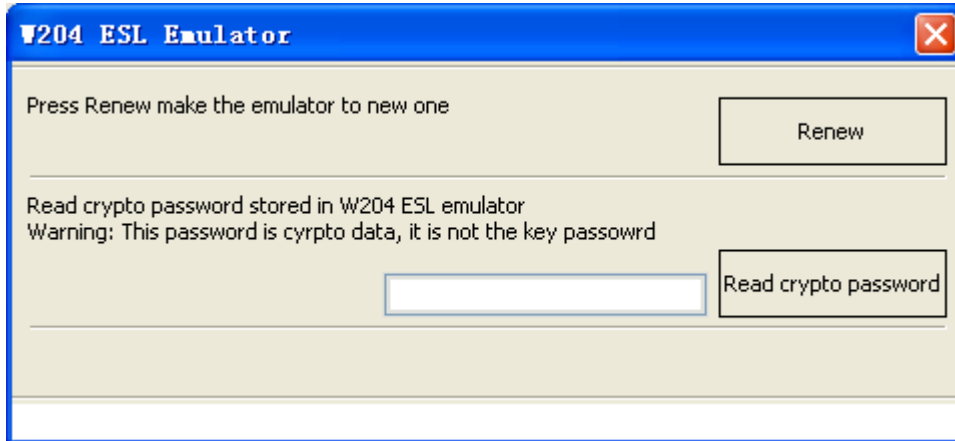 W204 ESL Emulator
Press Renew make the emulator to new one
Renew
Read crypto password stored in W204 ESL emulator
Warning: This password is cyrpto data, it is not the key passowrd
Read crypto password